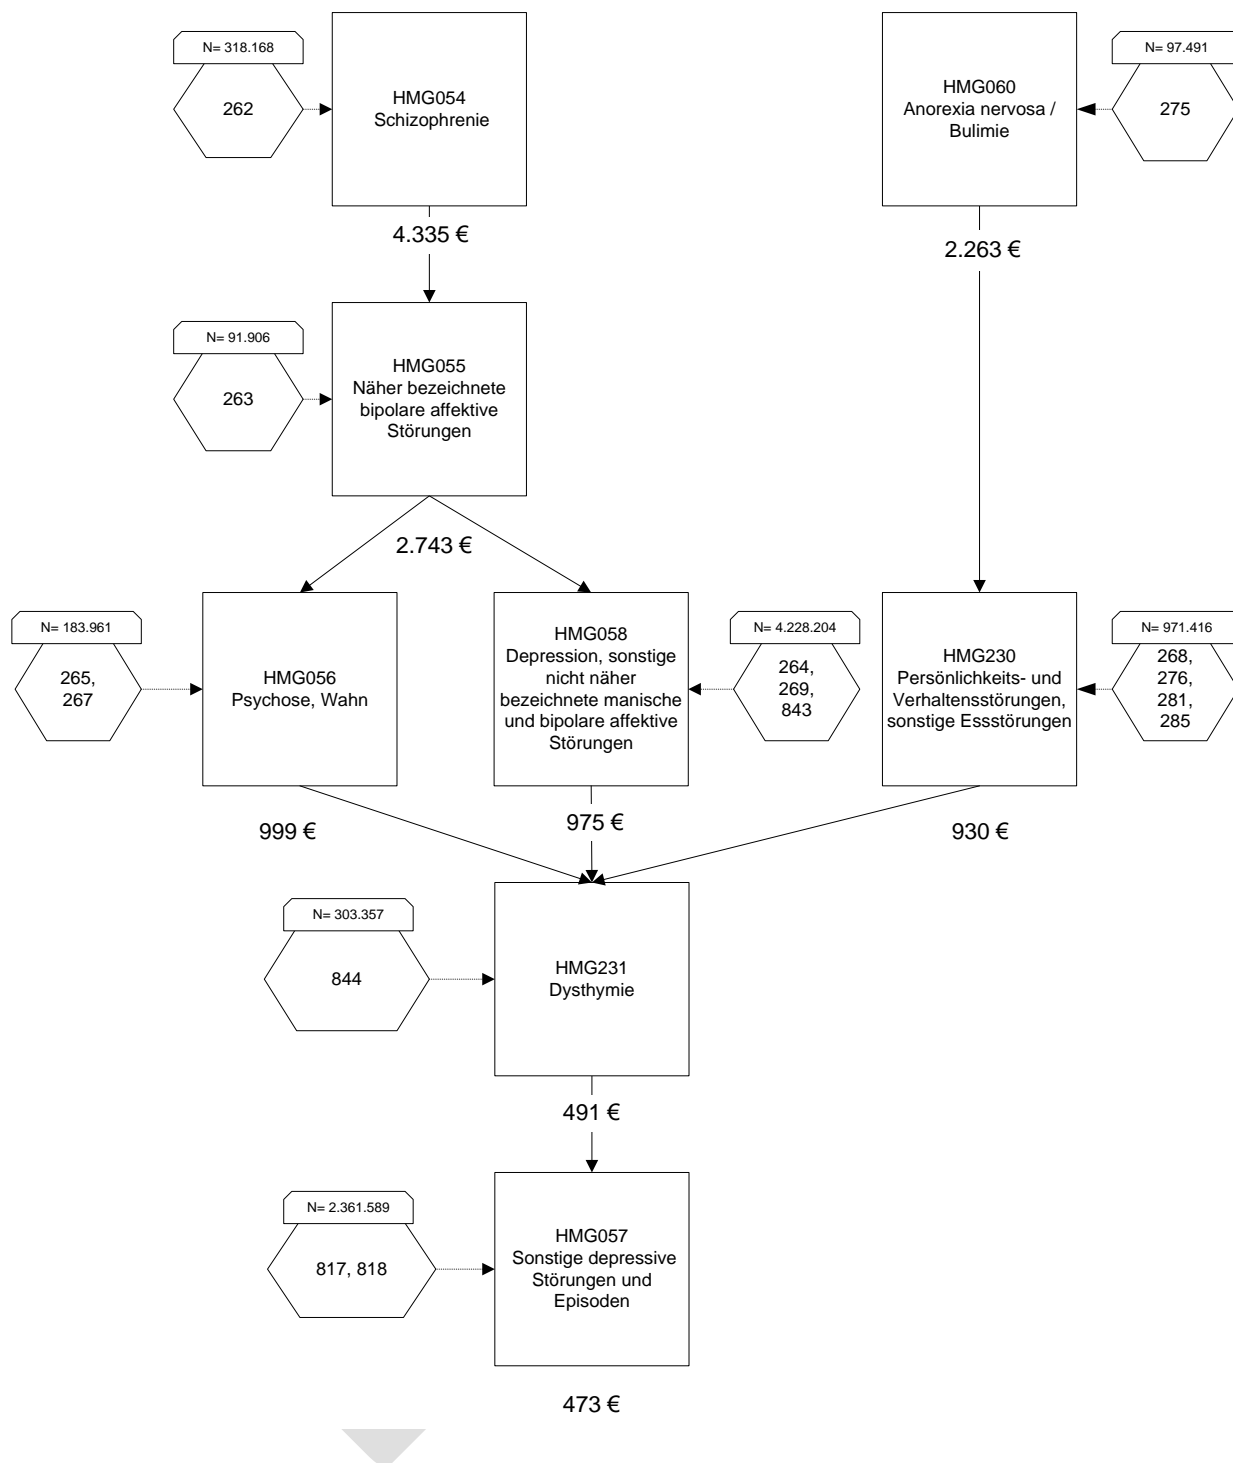 N= 318.168
262
HMG054
Schizophrenie
N= 97.491
HMG060
Anorexia nervosa /
Bulimie
275
4.335 €
2.263 €
N= 91.906
263
HMG055
Näher bezeichnete
bipolare affektive
Störungen
2.743 €
N= 183.961
265,
267
HMG056
Psychose, Wahn
HMG058
Depression, sonstige
nicht näher
bezeichnete manische
und bipolare affektive
Störungen
N= 4.228.204
264,
269,
843
HMG230
Persönlichkeits- und
Verhaltensstörungen,
sonstige Essstörungen
N= 971.416
268,
276,
281,
285
999 €
975 €
930 €
N= 303.357
844
HMG231
Dysthymie
491 €
N= 2.361.589
817, 818
HMG057
Sonstige depressive
Störungen und
Episoden
473 €